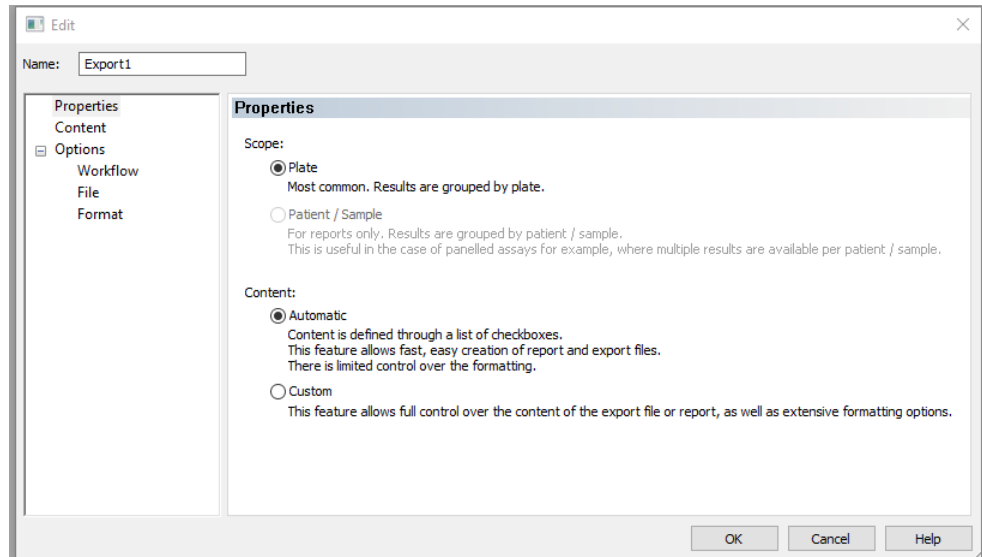 Edit
Name: Export1
Properties
Content
Options
Workflow
File
Format
Properties
Scope:
Plate
Most common. Results are grouped by plate.
Patient / Sample
For reports only. Results are grouped by patient / sample.
This is useful in the case of panelled assays for example, where multiple results are available per patient / sample.
Content:
Automatic
Content is defined through a list of checkboxes.
This feature allows fast, easy creation of report and export files.
There is limited control over the formatting.
Custom
This feature allows full control over the content of the export file or report, as well as extensive formatting options.
OK Cancel Help